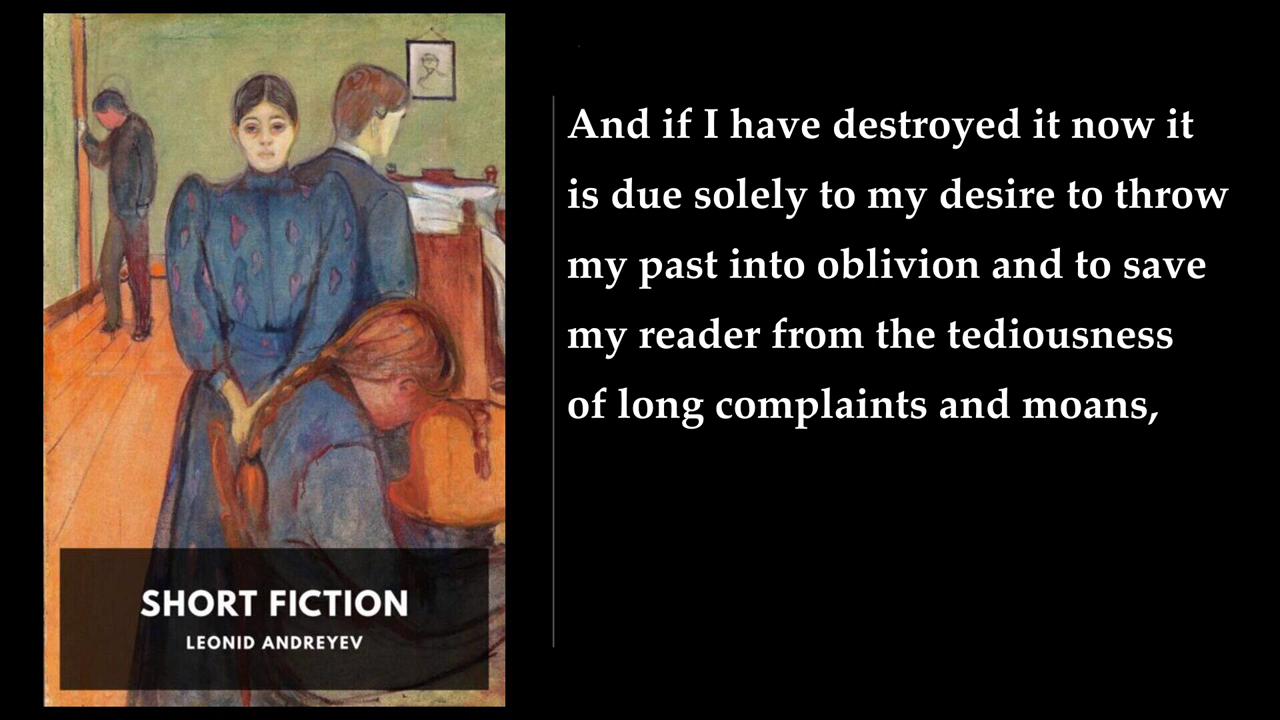 And if I have destroyed it now it
is due solely to my desire to throw
my past into oblivion and to save
my reader from the tediousness
of long complaints and moans,
SHORT FICTION
LEONID ANDREYEV